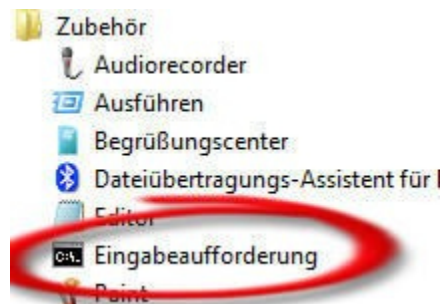 Zubehör
Audiorecorder
Ausführen
Begrüßungscenter
Dateiübertragungs-Assistent für
Editor
Eingabeaufforderung
Paint